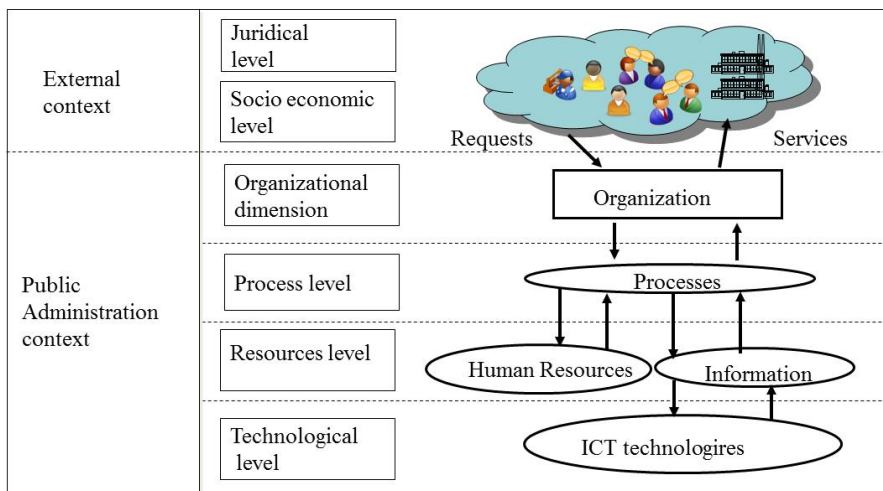 External
context
Juridical
level
Socio economic
level
Requests
Services
Public
Administration
context
Organizational
dimension
Organization
Process level
Processes
Resources level
Human Resources
Information
Technological
level
ICT technologires